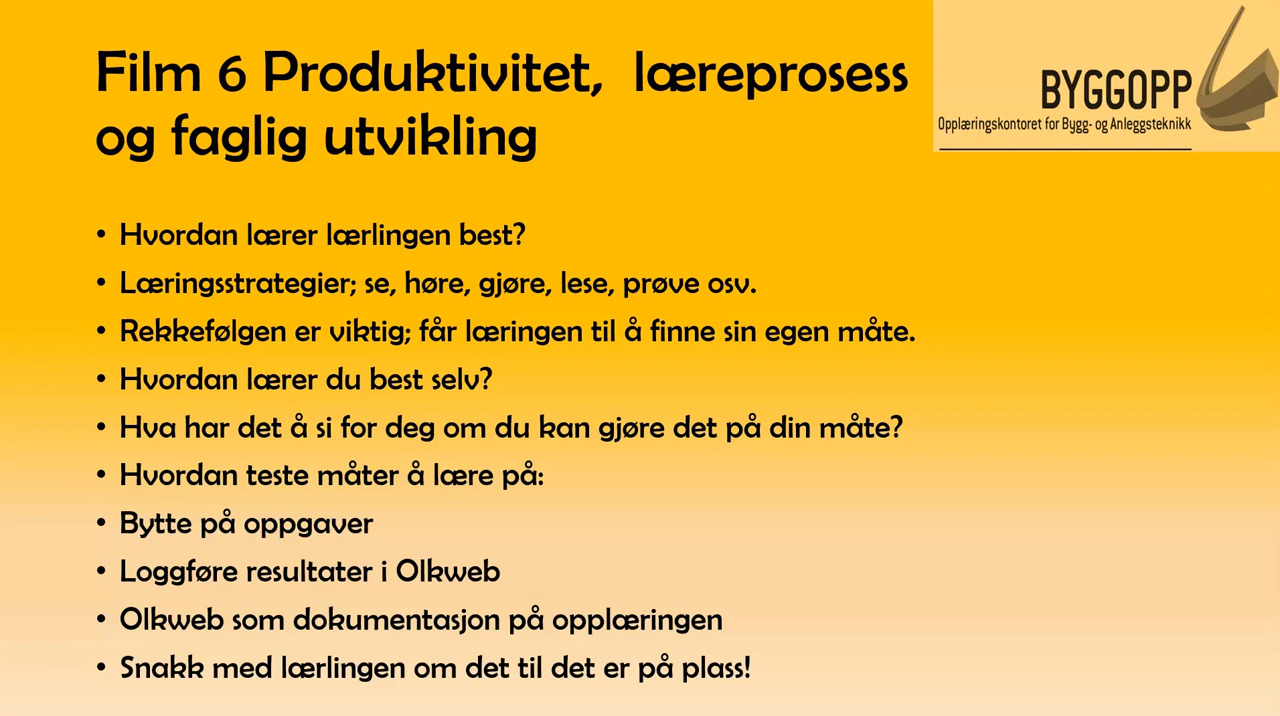 Film 6 Produktivitet, læreprosess
og faglig utvikling
BYGGOPP
Opplæringskontoret for Bygg- og Anleggsteknikk
• Hvordan lærer lærlingen best?
• Læringsstrategier; se, høre, gjøre, lese, prøve osv.
• Rekkefølgen er viktig; får læringen til å finne sin egen måte.
• Hvordan lærer du best selv?
• Hva har det å si for deg om du kan gjøre det på din måte?
• Hvordan teste måter å lære på:
• Bytte på oppgaver
• Loggføre resultater i Olkweb
• Olkweb som dokumentasjon på opplæringen
• Snakk med lærlingen om det til det er på plass!